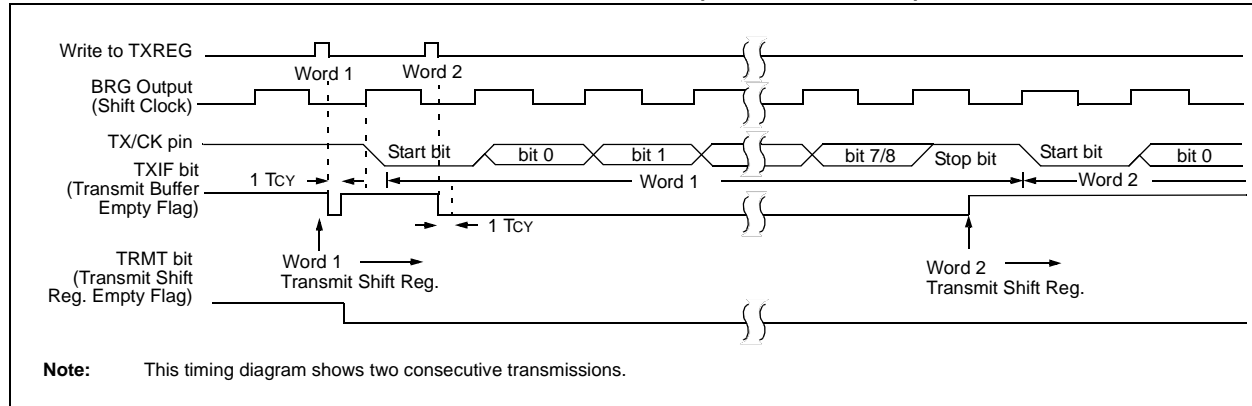 Write to TXREG
Word 1
Word 2
BRG Output
(Shift Clock)
TX/CK pin
Start bit
bit 0
bit 1
bit 7/8
Stop bit
Start bit
bit 0
TXIF bit
(Transmit Buffer
Empty Flag)
1 TCY
Word 1
Word 2
1 TCY
Word 1
Transmit Shift Reg.
Word 2
Transmit Shift Reg.
TRMT bit
(Transmit Shift
Reg. Empty Flag)
Note: This timing diagram shows two consecutive transmissions.